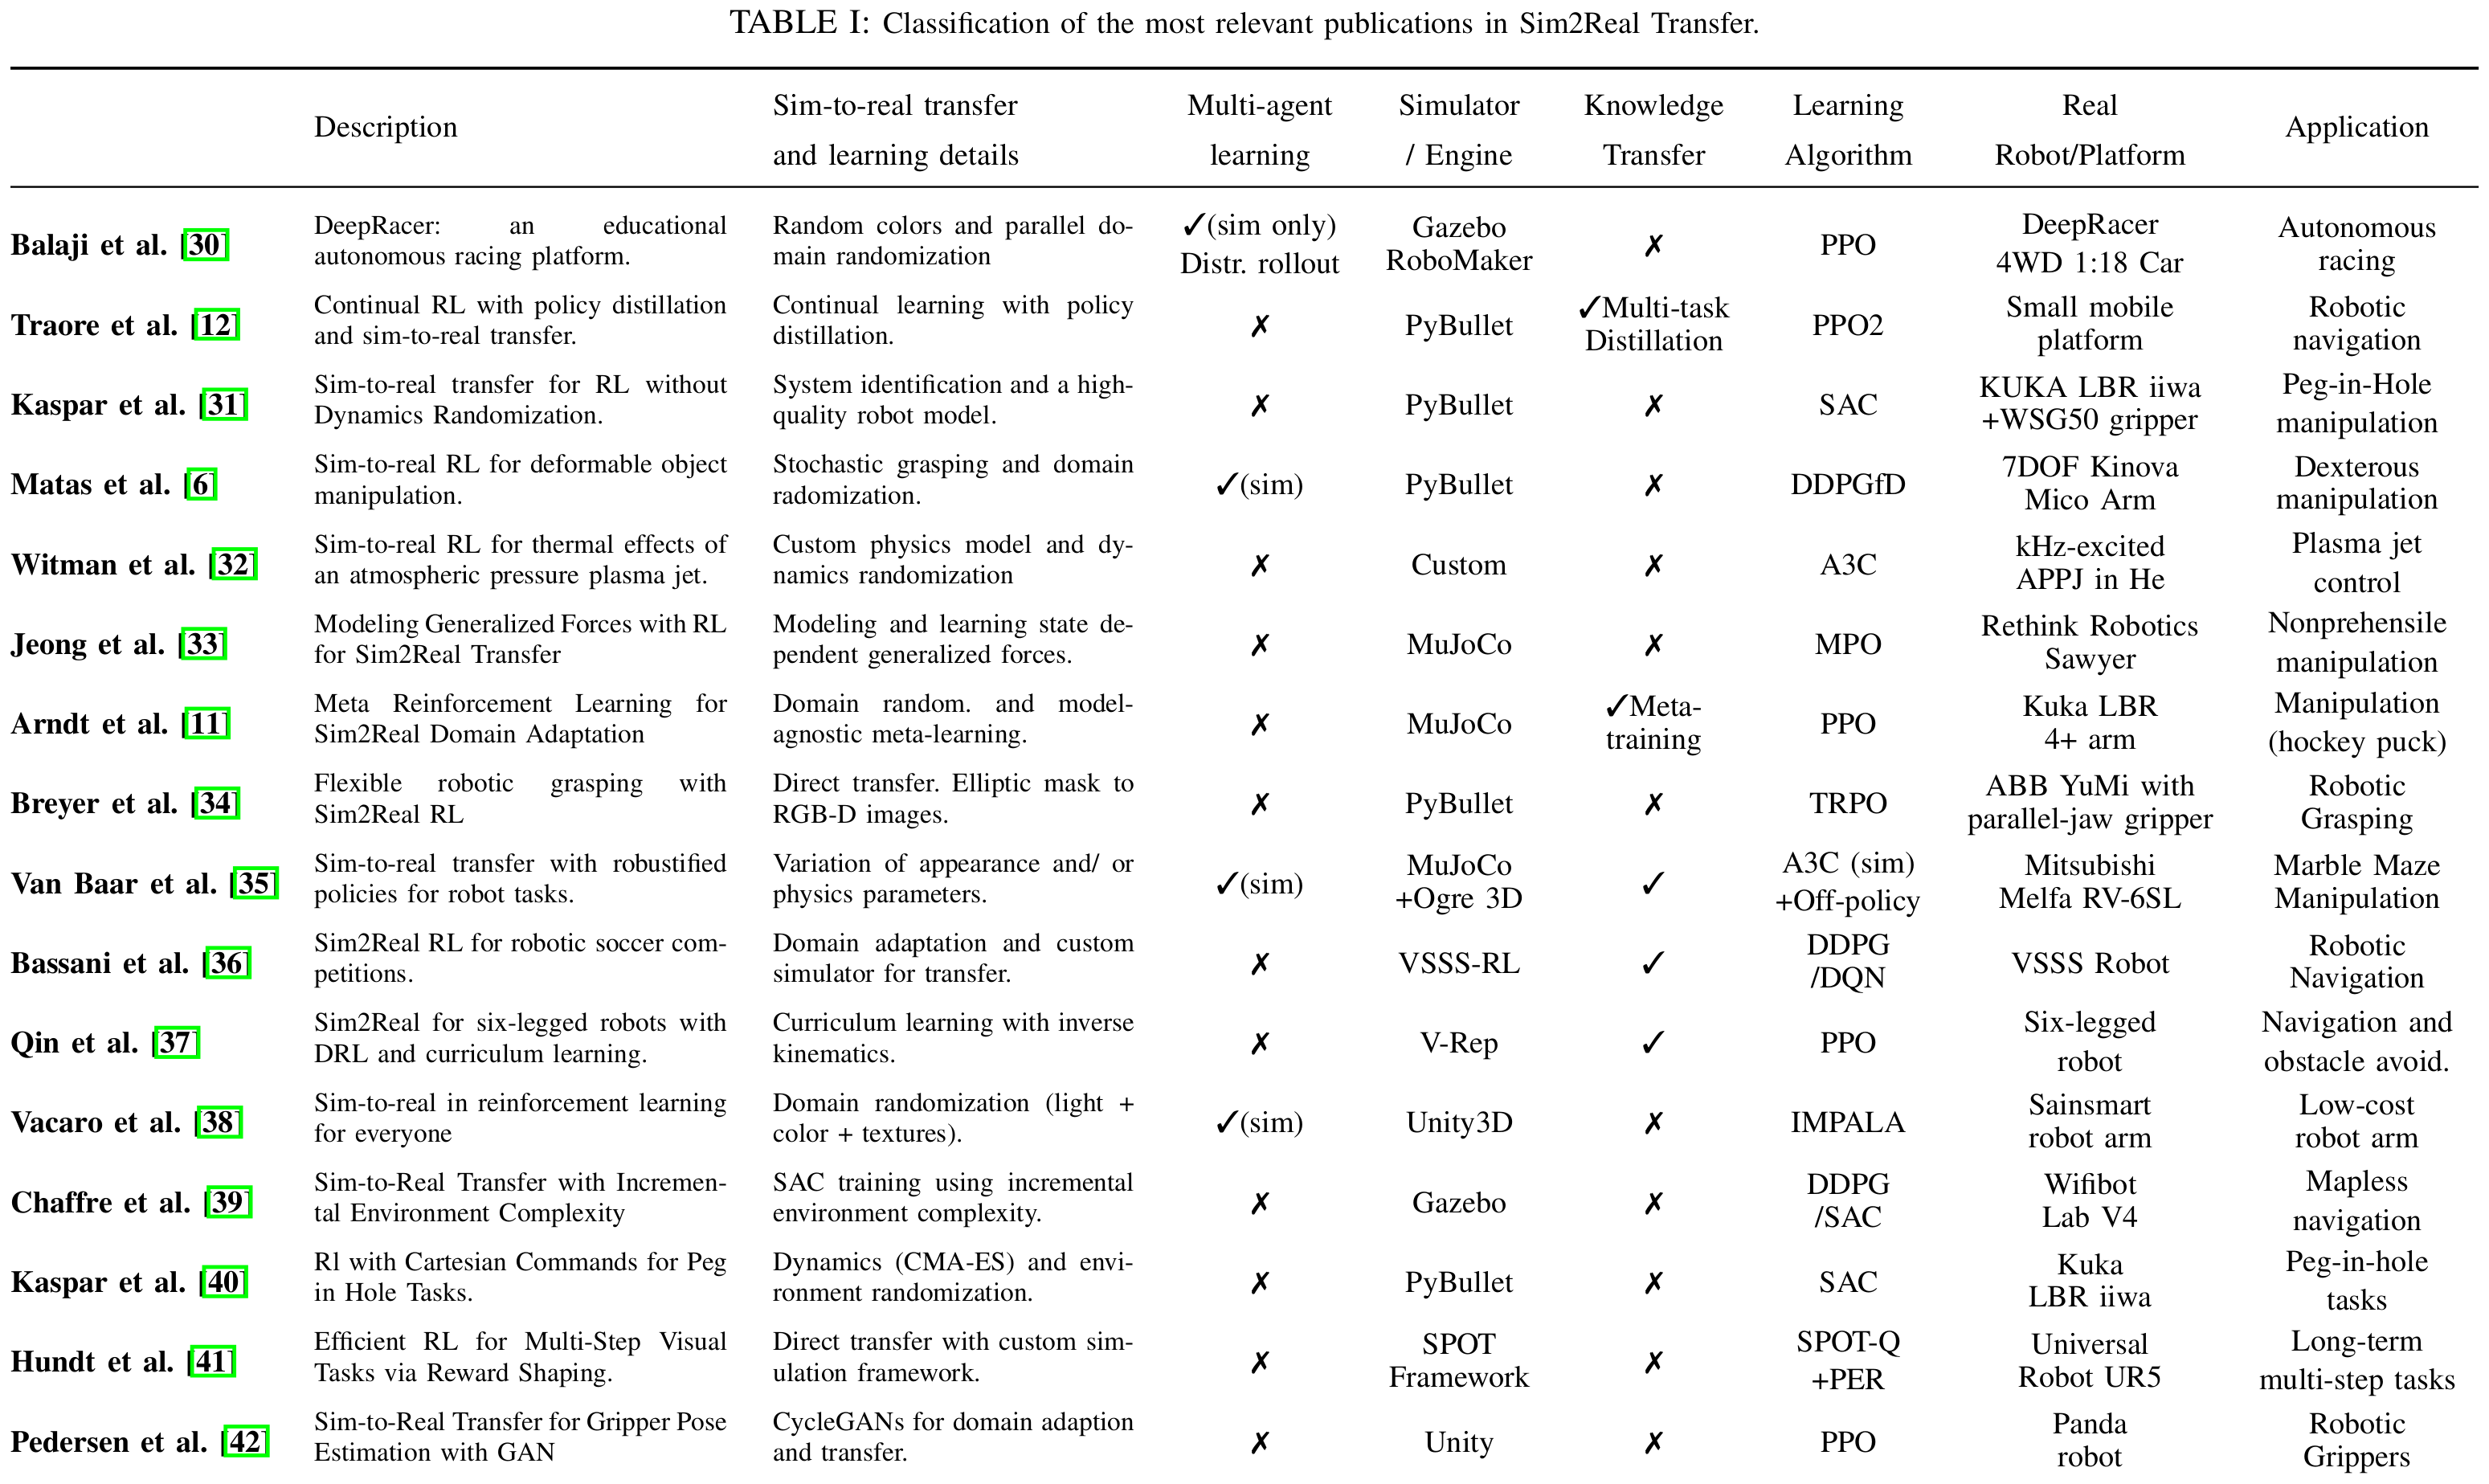 TABLE I: Classification of the most relevant publications in Sim2Real Transfer.
Description
Sim-to-real transfer and learning details
Multi-agent learning
Simulator / Engine
Knowledge Transfer
Learning Algorithm
Real Robot/Platform
Application
Balaji et al. [30] DeepRacer: an educational autonomous racing platform. Random colors and parallel do-main randomization ✓(sim only) Distr. rollout Gazebo RoboMaker ✗ PPO DeepRacer 4WD 1:18 Car Autonomous racing
Traore et al. [12] Continual RL with policy distillation and sim-to-real transfer. Continual learning with policy distillation. ✗ PyBullet ✓Multi-task Distillation PPO2 Small mobile platform Robotic navigation
Kaspar et al. [31] Sim-to-real transfer for RL without Dynamics Randomization. System identification and a high-quality robot model. ✗ PyBullet ✗ SAC KUKA LBR iiwa +WSG50 gripper Peg-in-Hole manipulation
Matas et al. [6] Sim-to-real RL for deformable object manipulation. Stochastic grasping and domain radomization. ✓(sim) PyBullet ✗ DDPGfD 7DOF Kinova Mico Arm Dexterous manipulation
Witman et al. [32] Sim-to-real RL for thermal effects of an atmospheric pressure plasma jet. Custom physics model and dy-namics randomization ✗ Custom ✗ A3C kHz-excited APPJ in He Plasma jet control
Jeong et al. [33] Modeling Generalized Forces with RL for Sim2Real Transfer Modeling and learning state de-pendent generalized forces. ✗ MuJoCo ✗ MPO Rethink Robotics Sawyer Nonprehensile manipulation
Arndt et al. [11] Meta Reinforcement Learning for Sim2Real Domain Adaptation Domain random. and model-agnostic meta-learning. ✗ MuJoCo ✓Meta-training PPO Kuka LBR 4+ arm Manipulation (hockey puck)
Breyer et al. [34] Flexible robotic grasping with Sim2Real RL Direct transfer. Elliptic mask to RGB-D images. ✗ PyBullet ✗ TRPO ABB YuMi with parallel-jaw gripper Robotic Grasping
Van Baar et al. [35] Sim-to-real transfer with robustified policies for robot tasks. Variation of appearance and/ or physics parameters. ✓(sim) MuJoCo +Ogre 3D ✓ A3C (sim) +Off-policy Mitsubishi Melfa RV-6SL Marble Maze Manipulation
Bassani et al. [36] Sim2Real RL for robotic soccer com-petitions. Domain adaptation and custom simulator for transfer. ✗ VSSS-RL ✓ DDPG /DQN VSSS Robot Robotic Navigation
Qin et al. [37] Sim2Real for six-legged robots with DRL and curriculum learning. Curriculum learning with inverse kinematics. ✗ V-Rep ✓ PPO Six-legged robot Navigation and obstacle avoid.
Vacaro et al. [38] Sim-to-real in reinforcement learning for everyone Domain randomization (light + color + textures). ✓(sim) Unity3D ✗ IMPALA Sainsmart robot arm Low-cost robot arm
Chaffre et al. [39] Sim-to-Real Transfer with Incremen-tal Environment Complexity SAC training using incremental environment complexity. ✗ Gazebo ✗ DDPG /SAC Wifibot Lab V4 Mapless navigation
Kaspar et al. [40] Rl with Cartesian Commands for Peg in Hole Tasks. Dynamics (CMA-ES) and envi-ronment randomization. ✗ PyBullet ✗ SAC Kuka LBR iiwa Peg-in-hole tasks
Hundt et al. [41] Efficient RL for Multi-Step Visual Tasks via Reward Shaping. Direct transfer with custom sim-ulation framework. ✗ SPOT Framework ✗ SPOT-Q +PER Universal Robot UR5 Long-term multi-step tasks
Pedersen et al. [42] Sim-to-Real Transfer for Gripper Pose Estimation with GAN CycleGANs for domain adaption and transfer. ✗ Unity ✗ PPO Panda robot Robotic Grippers